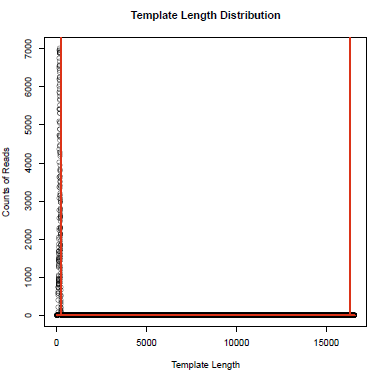 Template Length Distribution
Counts of Reads
7000
6000
5000
4000
3000
2000
1000
0
0 5000 10000 15000
Template Length